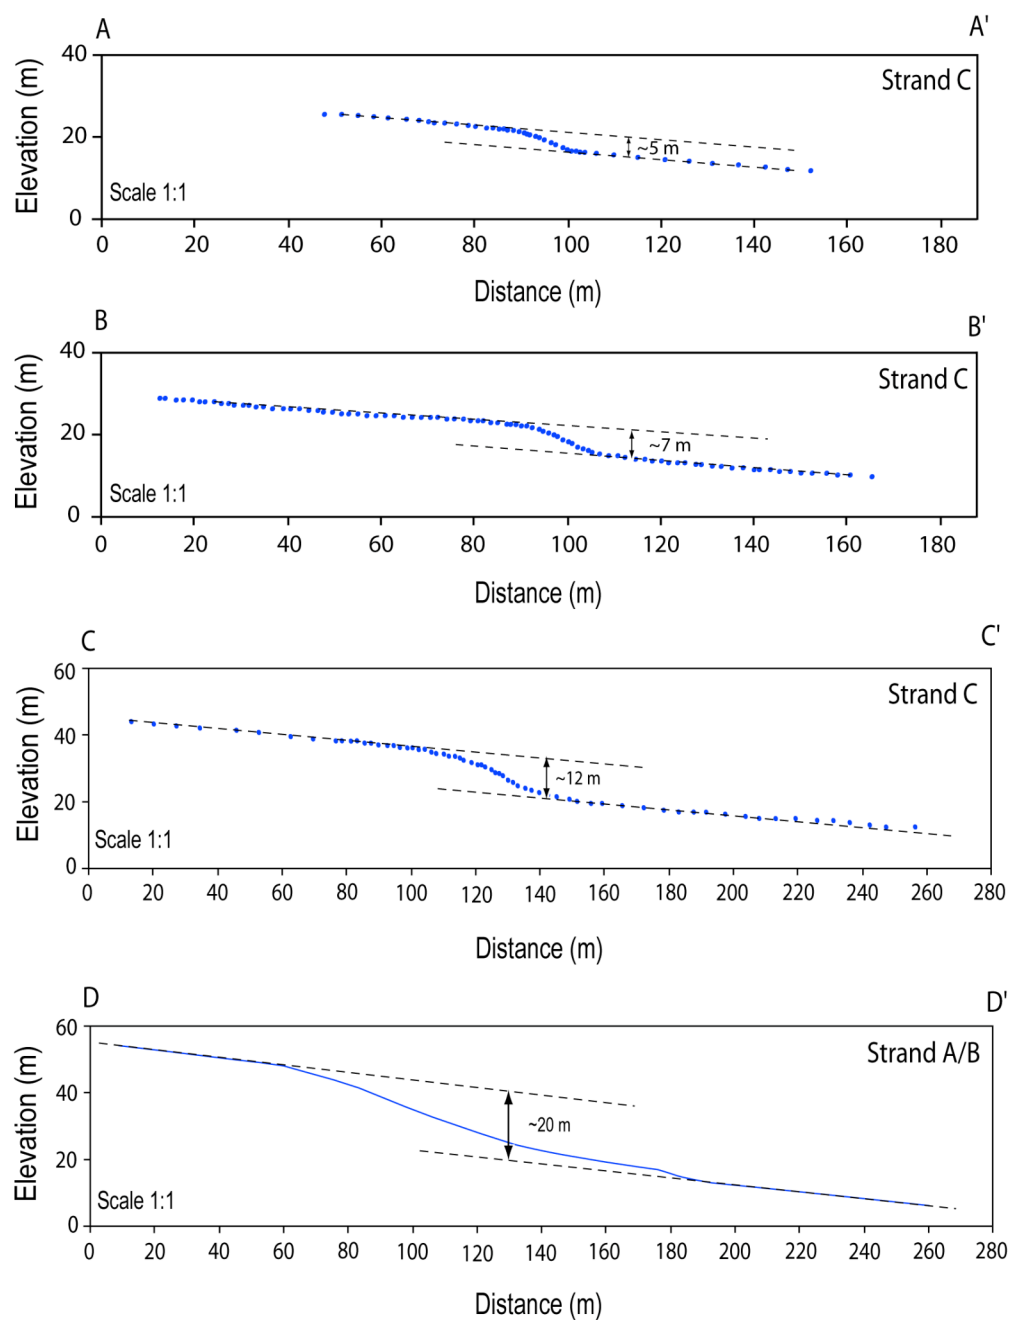 A A'
40
Strand C
20
~5 m
Scale 1:1
0
0 20 40 60 80 100 120 140 160 180
Elevation (m)
Distance (m)
B B'
40
Strand C
20
~7 m
Scale 1:1
0
0 20 40 60 80 100 120 140 160 180
Elevation (m)
Distance (m)
C C'
60
Strand C
40
~12 m
20
Scale 1:1
0
0 20 40 60 80 100 120 140 160 180 200 220 240 260 280
Elevation (m)
Distance (m)
D D'
60
Strand A/B
40
~20 m
20
Scale 1:1
0
0 20 40 60 80 100 120 140 160 180 200 220 240 260 280
Elevation (m)
Distance (m)